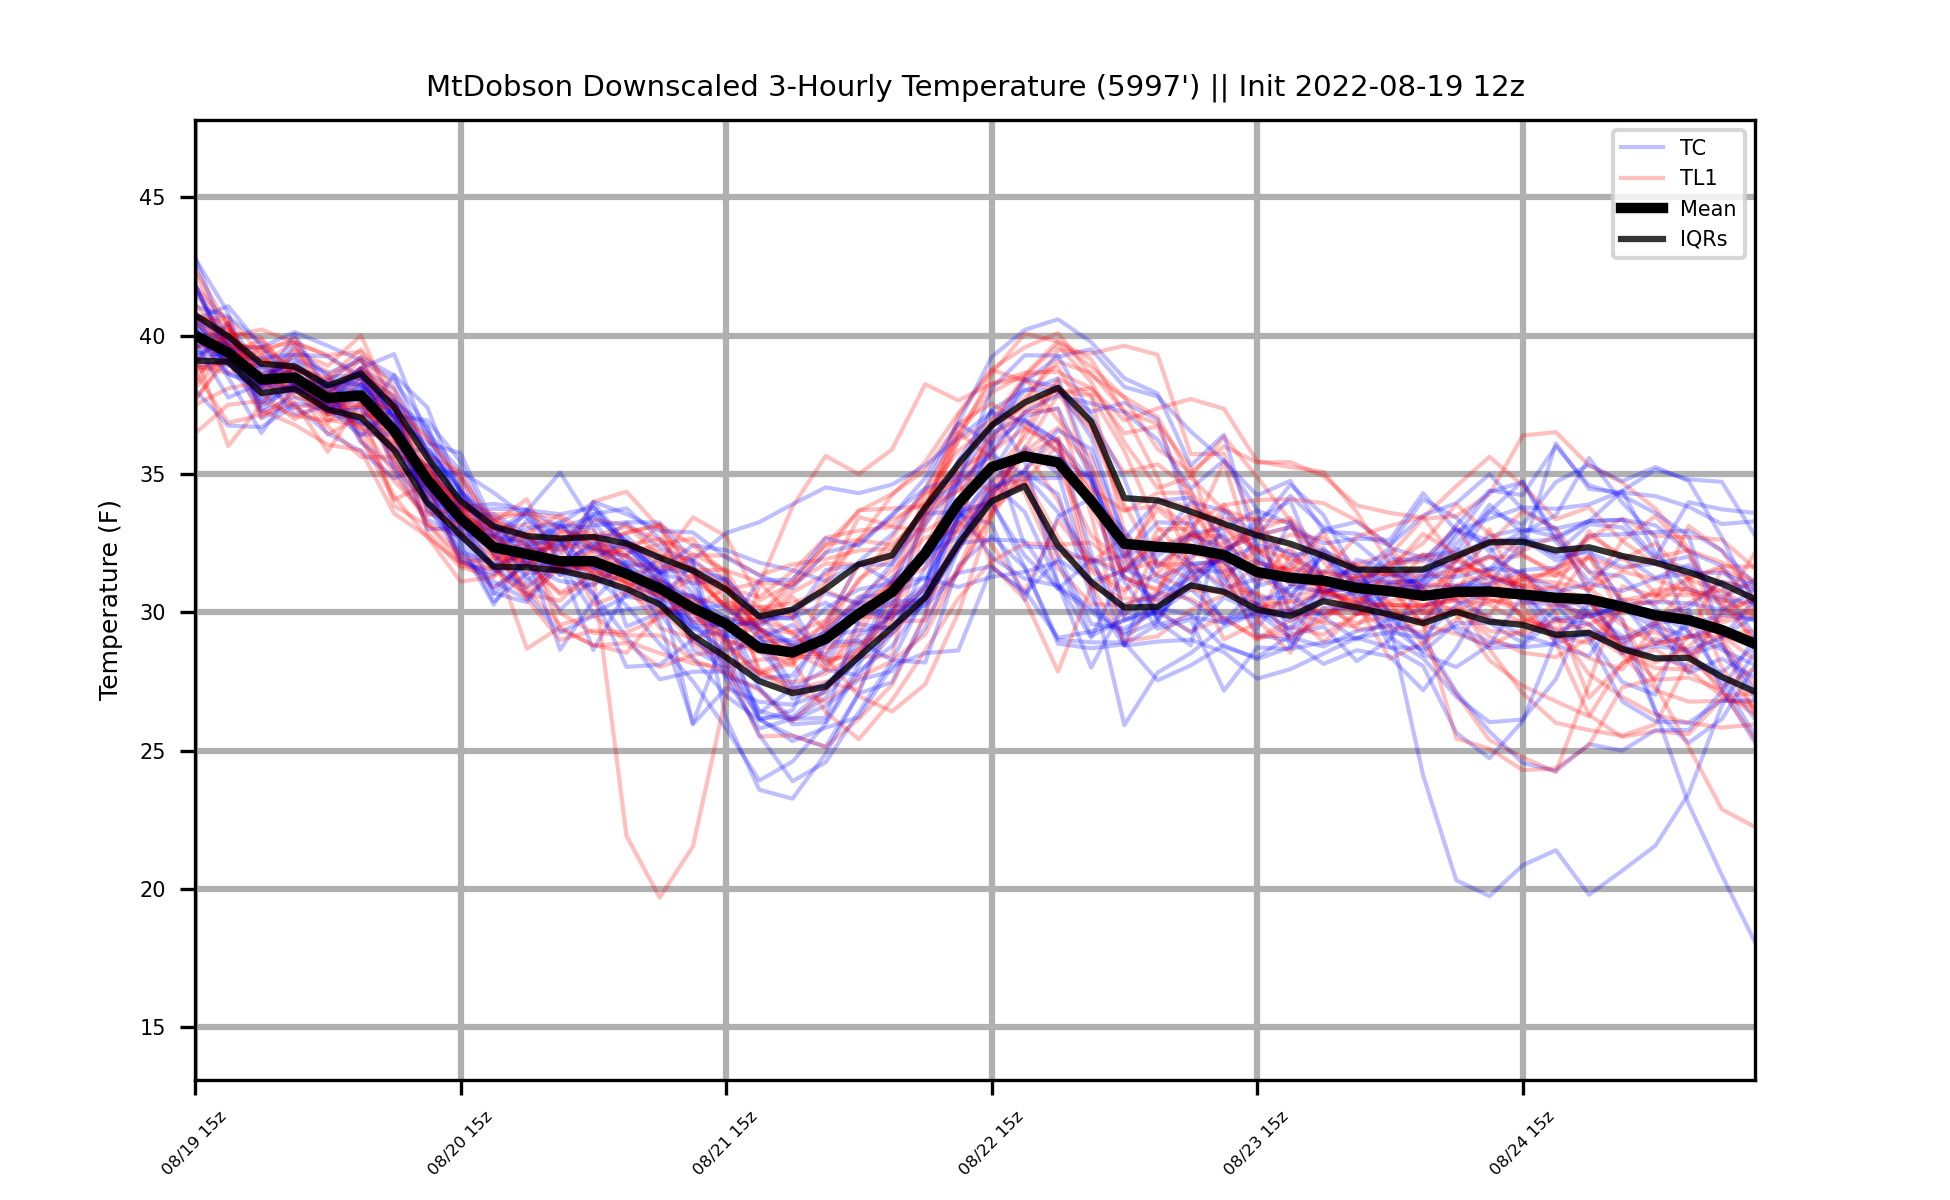 MtDobson Downscaled 3-Hourly Temperature (5997') || Init 2022-08-19 12z
TC
TL1
Mean
IQRs
Temperature (F)
45
40
35
30
25
20
15
08/19 15z
08/20 15z
08/21 15z
08/22 15z
08/23 15z
08/24 15z